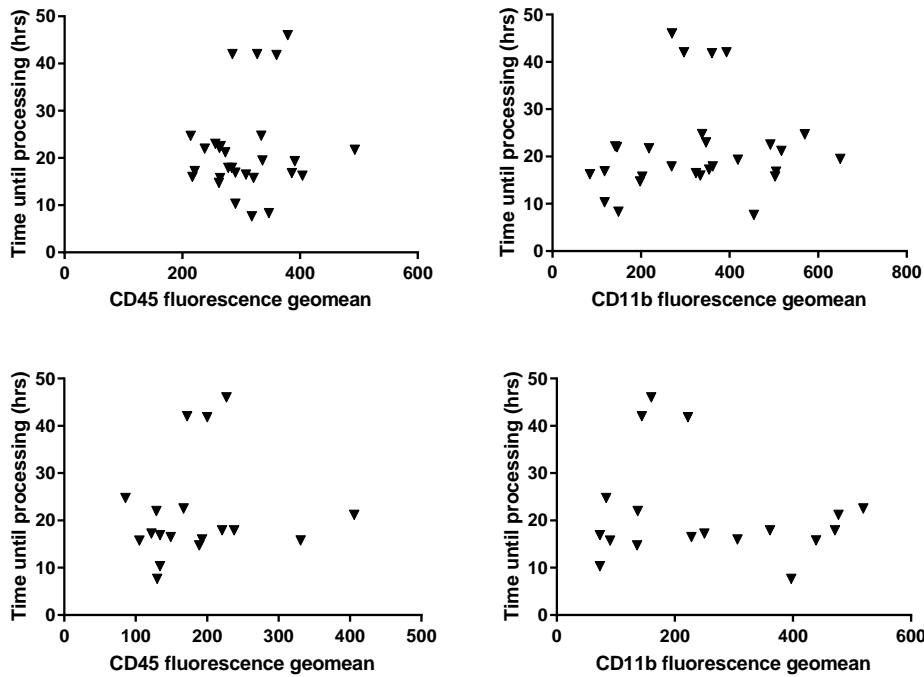 Time until processing (hrs)
50
40
30
20
10
0
0 200 400 600
CD45 fluorescence geomean
Time until processing (hrs)
50
40
30
20
10
0
0 200 400 600 800
CD11b fluorescence geomean
Time until processing (hrs)
50
40
30
20
10
0
0 100 200 300 400 500
CD45 fluorescence geomean
Time until processing (hrs)
50
40
30
20
10
0
0 200 400 600
CD11b fluorescence geomean